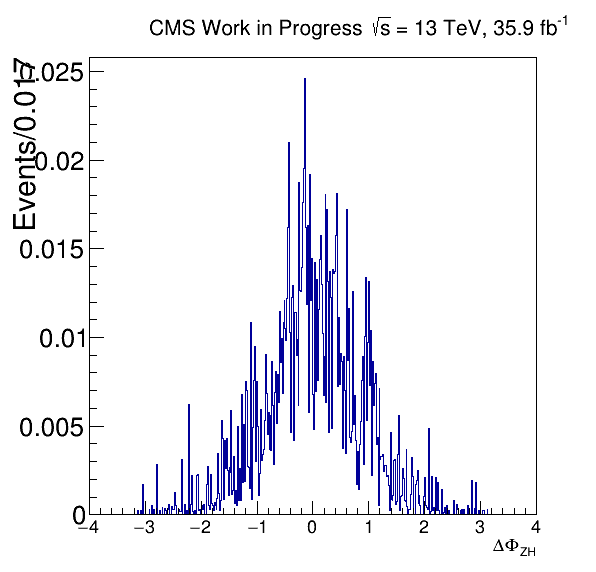 CMS Work in Progress √s = 13 TeV, 35.9 fb⁻¹
Events/0.017
0.025
0.02
0.015
0.01
0.005
0
−4 −3 −2 −1 0 1 2 3 4
ΔΦZH